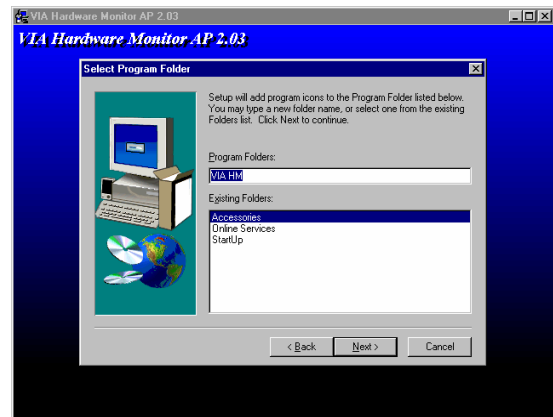 VIA Hardware Monitor AP 2.03
VIA Hardware Monitor AP 2.03
Select Program Folder
Setup will add program icons to the Program Folder listed below.
You may type a new folder name, or select one from the existing
Folders list. Click Next to continue.
Program Folders:
VIA HM
Existing Folders:
Accessories
Online Services
StartUp
< Back
Next >
Cancel